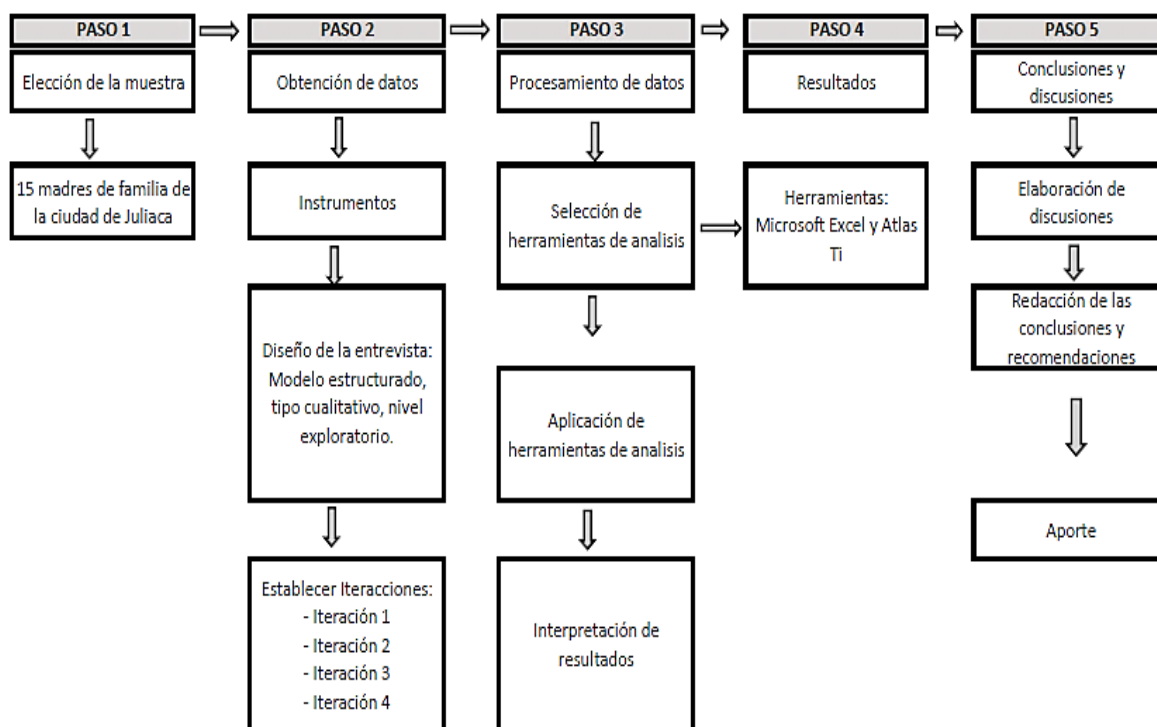 PASO 1
Elección de la muestra
15 madres de familia de
la ciudad de Juliaca
PASO 2
Obtención de datos
Instrumentos
Diseño de la entrevista:
Modelo estructurado,
tipo cualitativo, nivel
exploratorio.
Establecer Iteracciones:
- Iteración 1
- Iteración 2
- Iteración 3
- Iteración 4
PASO 3
Procesamiento de datos
Selección de
herramientas de analisis
Aplicación de
herramientas de analisis
Interpretación de
resultados
PASO 4
Resultados
Herramientas:
Microsoft Excel y Atlas
Ti
PASO 5
Conclusiones y
discusiones
Elaboración de
discusiones
Redacción de las
conclusiones y
recomendaciones
Aporte